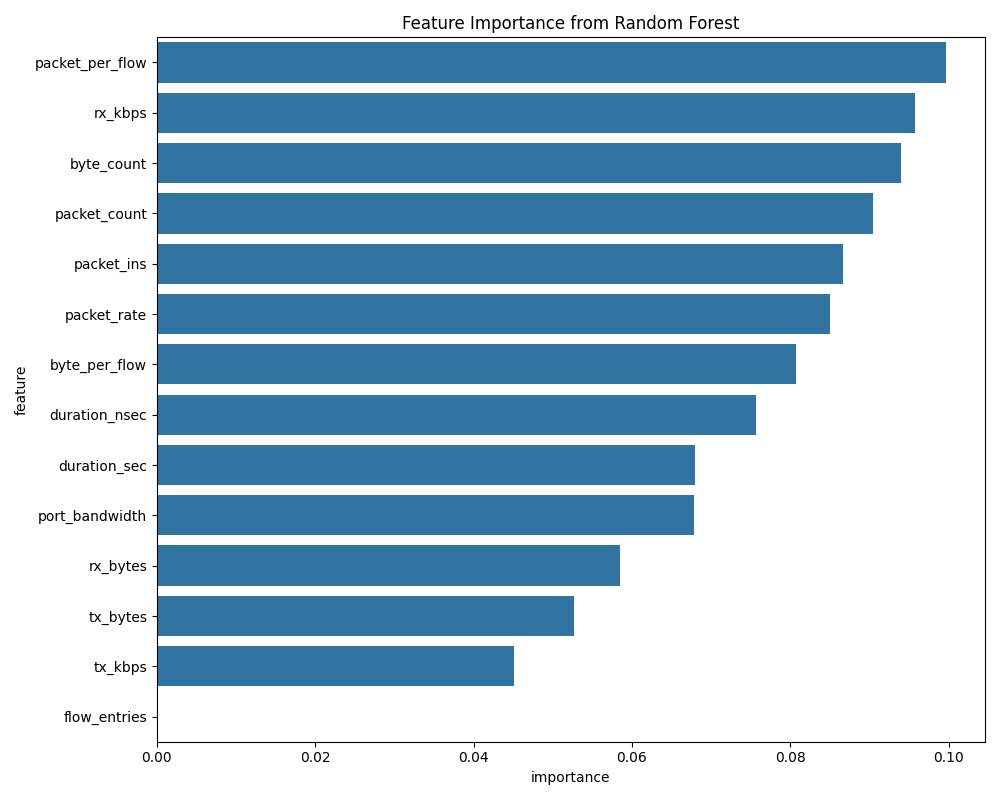 Feature Importance from Random Forest
packet_per_flow
rx_kbps
byte_count
packet_count
packet_ins
packet_rate
byte_per_flow
duration_nsec
duration_sec
port_bandwidth
rx_bytes
tx_bytes
tx_kbps
flow_entries
feature
0.00 0.02 0.04 0.06 0.08 0.10
importance